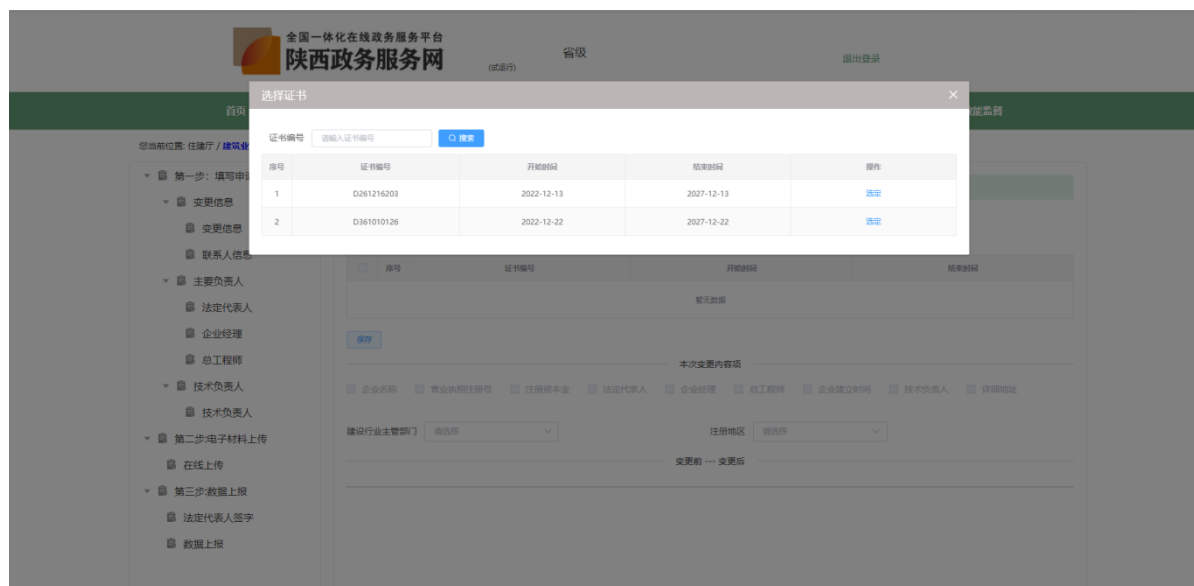 全国一体化在线政务服务平台
陕西政务服务网
(试运行)
省级
退出登录
选择证书
首页
能监督
证书编号 请输入证书编号 搜索
您当前位置: 住建厅 / 建筑业
序号 证书编号 开始时间 结束时间 操作
1 D261216203 2022-12-13 2027-12-13 选定
2 D361010126 2022-12-22 2027-12-22 选定
第一步：填写申请
变更信息
变更信息
联系人信息
主要负责人
法定代表人
企业经理
总工程师
技术负责人
技术负责人
第二步:电子材料上传
在线上传
第三步:数据上报
法定代表人签字
数据上报
序号 证书编号 开始时间 结束时间
暂无数据
保存
本次变更内容项
企业名称 营业执照注册号 注册资本金 法定代表人 企业经理 总工程师 企业建立时间 技术负责人 详细地址
建设行业主管部门 请选择 注册地区 请选择
变更前 --- 变更后